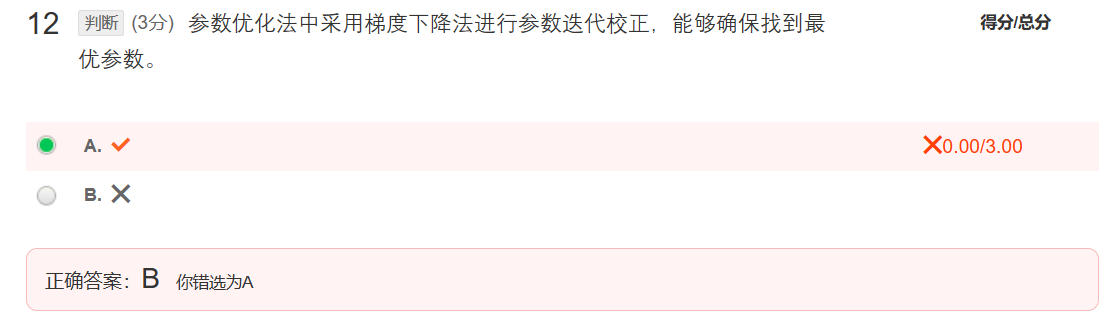 12 判断 (3分) 参数优化法中采用梯度下降法进行参数迭代校正，能够确保找到最 得分/总分
优参数。
A. ✓ ✕0.00/3.00
B. ✕
正确答案：B 你错选为A